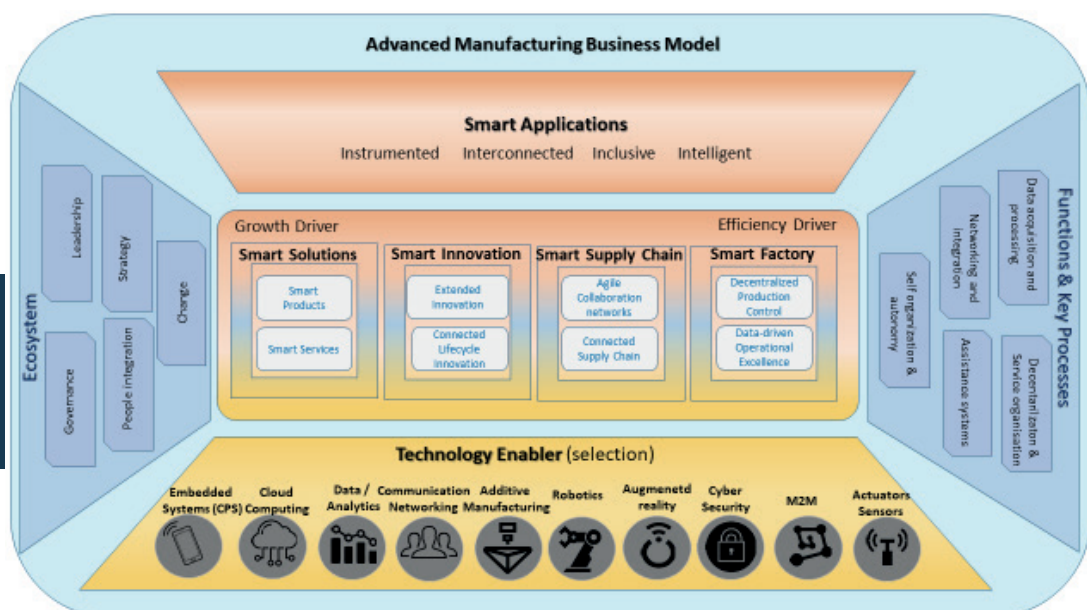 Advanced Manufacturing Business Model
Smart Applications
Instrumented Interconnected Inclusive Intelligent
Ecosystem
Leadership
Strategy
Change
Governance
People integration
Growth Driver
Efficiency Driver
Smart Solutions
Smart
Products
Smart Services
Smart Innovation
Extended
Innovation
Connected
Lifecycle
Innovation
Smart Supply Chain
Agile
Collaboration
networks
Connected
Supply Chain
Smart Factory
Decentralized
Production
Control
Data-driven
Operational
Excellence
Functions & Key Processes
Data acquisition and
processing
Networking and
integration
Self organization &
autonomy
Assistance systems
Decentarilzaton &
Service organisation
Technology Enabler (selection)
Embedded
Systems (CPS)
Cloud
Computing
Data /
Analytics
Communication
Networking
Additive
Manufacturing
Robotics
Augmenetd
reality
Cyber
Security
M2M
Actuators
Sensors